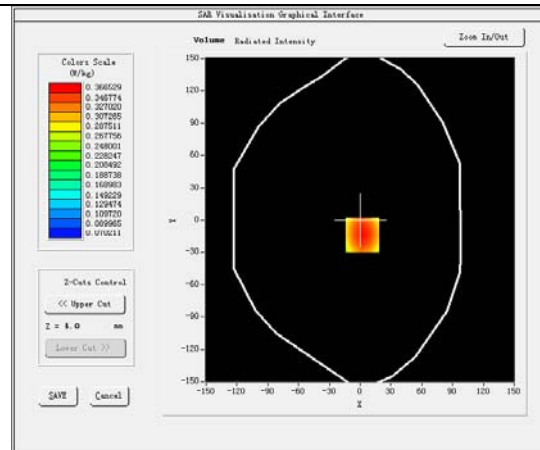 SAR Visualisation Graphical Interface
Volume Radiated Intensity
Zoom In/Out
Colors Scale
(W/kg)
0.366529
0.346774
0.327020
0.307265
0.287511
0.267756
0.248001
0.228247
0.208492
0.188738
0.168983
0.149229
0.129474
0.109720
0.089965
0.070211
150
120
90
60
30
0
-30
-60
-90
-120
-150
Y
-150 -120 -90 -60 -30 0 30 60 90 120 150
X
Z-Cuts Control
<< Upper Cut
Z = 4.0 mm
Lower Cut >>
SAVE Cancel